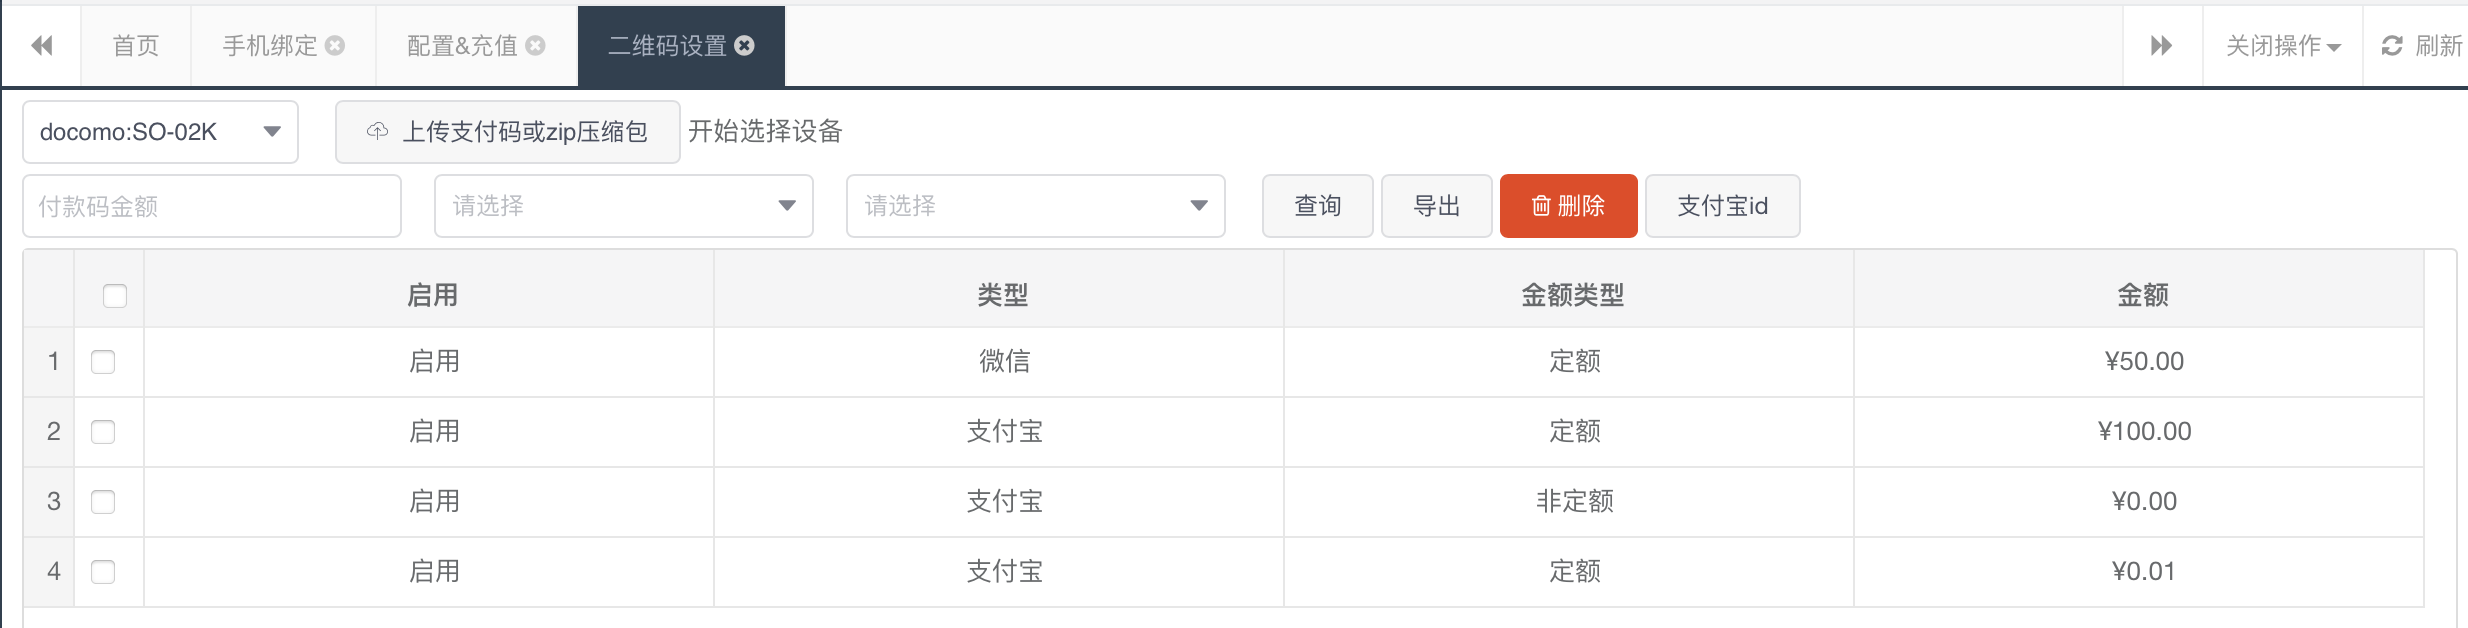 首页 手机绑定 配置&充值 二维码设置 关闭操作 刷新
docomo:SO-02K 上传支付码或zip压缩包 开始选择设备
付款码金额 请选择 请选择 查询 导出 删除 支付宝id
启用 类型 金额类型 金额
1 启用 微信 定额 ¥50.00
2 启用 支付宝 定额 ¥100.00
3 启用 支付宝 非定额 ¥0.00
4 启用 支付宝 定额 ¥0.01